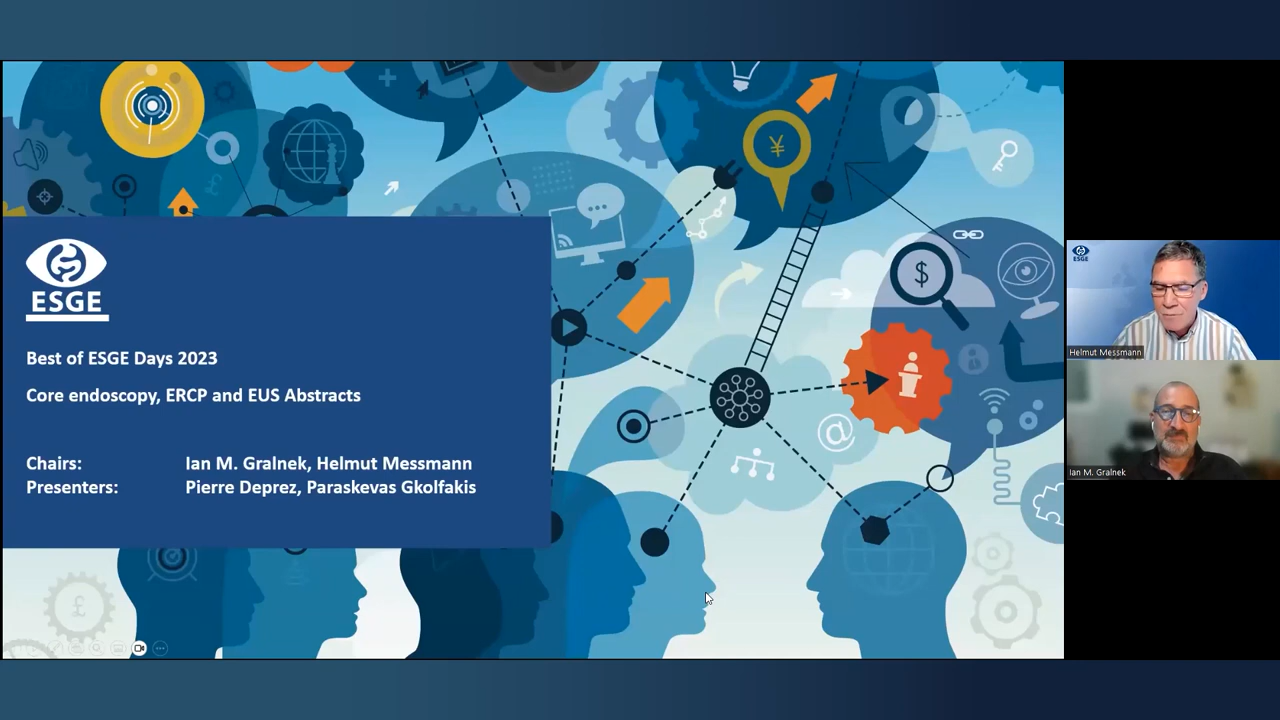 ESGE
Best of ESGE Days 2023
Core endoscopy, ERCP and EUS Abstracts
Chairs: Ian M. Gralnek, Helmut Messmann
Presenters: Pierre Deprez, Paraskevas Gkolfakis
¥
$
@
£
£
ESGE
Helmut Messmann
Ian M. Gralnek